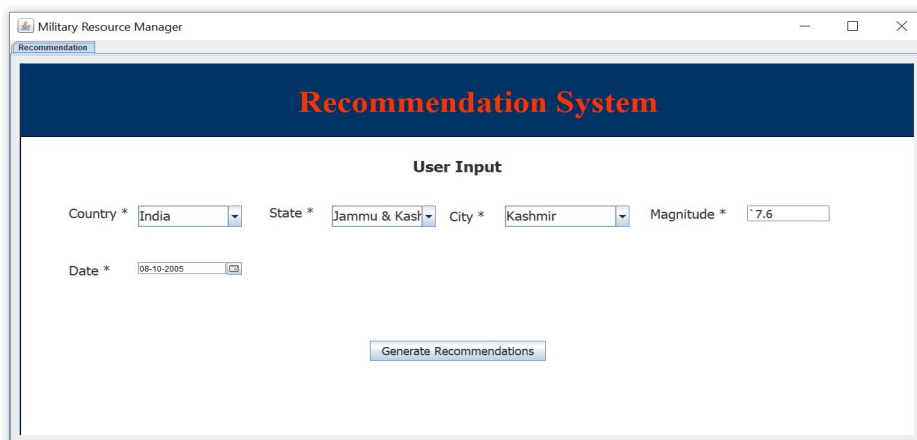 Military Resource Manager
Recommendation
Recommendation System
User Input
Country * India State * Jammu & Kash City * Kashmir Magnitude * `7.6
Date * 08-10-2005
Generate Recommendations